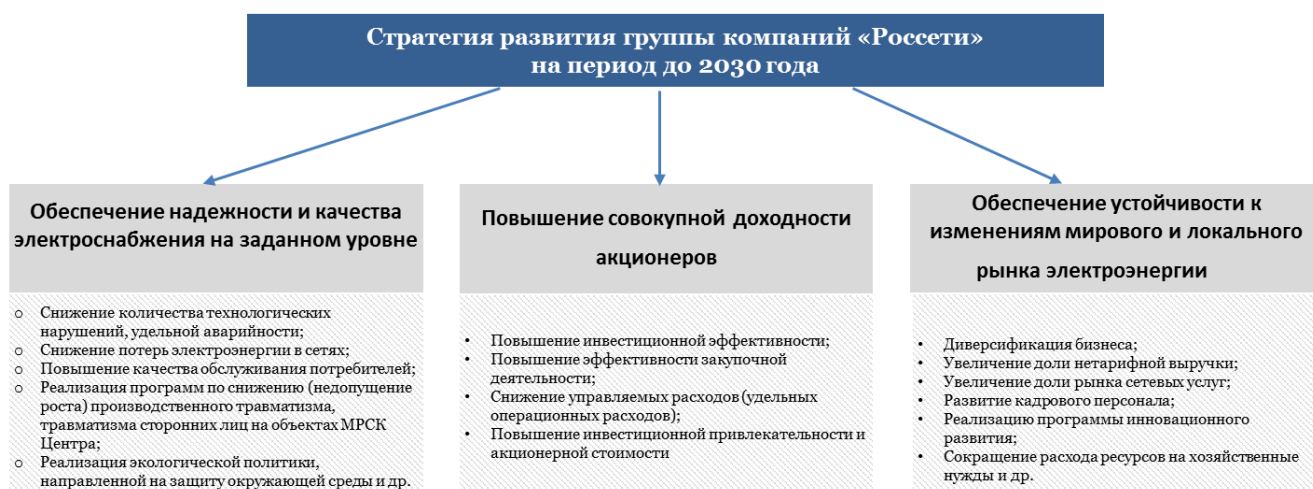 Стратегия развития группы компаний «Россети»
на период до 2030 года
Обеспечение надежности и качества
электроснабжения на заданном уровне
o Снижение количества технологических
нарушений, удельной аварийности;
o Снижение потерь электроэнергии в сетях;
o Повышение качества обслуживания потребителей;
o Реализация программ по снижению (недопущение
роста) производственного травматизма,
травматизма сторонних лиц на объектах МРСК
Центра;
o Реализация экологической политики,
направленной на защиту окружающей среды и др.
Повышение совокупной доходности
акционеров
• Повышение инвестиционной эффективности;
• Повышение эффективности закупочной
деятельности;
• Снижение управляемых расходов (удельных
операционных расходов);
• Повышение инвестиционной привлекательности и
акционерной стоимости
Обеспечение устойчивости к
изменениям мирового и локального
рынка электроэнергии
• Диверсификация бизнеса;
• Увеличение доли нетарифной выручки;
• Увеличение доли рынка сетевых услуг;
• Развитие кадрового персонала;
• Реализацию программы инновационного
развития;
• Сокращение расхода ресурсов на хозяйственные
нужды и др.